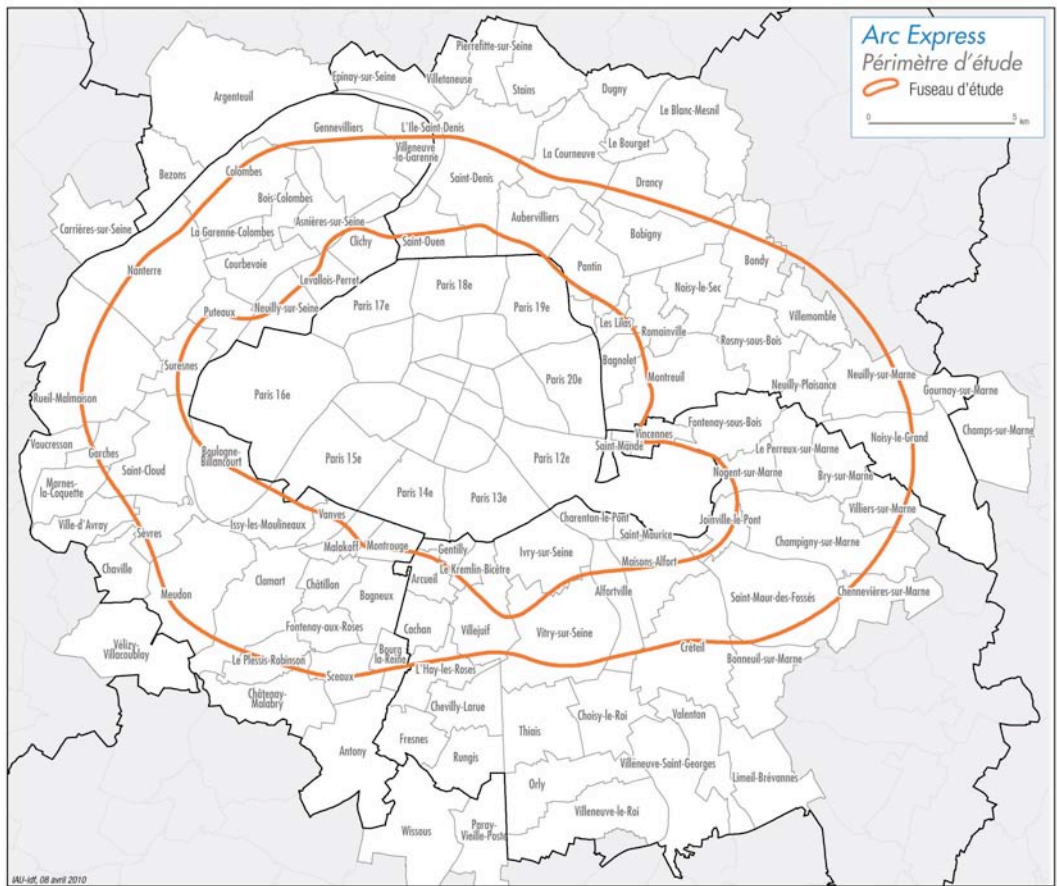 Arc Express
Périmètre d'étude
Fuseau d'étude
0 5
km
Pierrefitte-sur-Seine
Epinay-sur-Seine
Villetaneuse
Argenteuil
Stains
Dugny
Le Blanc-Mesnil
Gennevilliers
L'Ile-Saint-Denis
Villeneuve
-la-Garenne
La Courneuve
Le Bourget
Bezons
Colombes
Saint-Denis
Drancy
Bois-Colombes
Carrières-sur-Seine
Asnières-sur-Seine
Aubervilliers
La Garenne-Colombes
Clichy
Saint-Ouen
Bobigny
Bondy
Nanterre
Courbevoie
Pantin
Levallois-Perret
Paris 18e
Noisy-le-Sec
Puteaux
Neuilly-sur-Seine
Paris 17e
Paris 19e
Villemomble
Les Lilas
Romainville
Rosny-sous-Bois
Suresnes
Bagnolet
Montreuil
Neuilly-sur-Marne
Neuilly-Plaisance
Gournay-sur-Marne
Rueil-Malmaison
Paris 16e
Paris 20e
Fontenay-sous-Bois
Champs-sur-Marne
Vaucresson
Garches
Boulogne-
Billancourt
Vincennes
Saint-Mandé
Le Perreux-sur-Marne
Noisy-le-Grand
Saint-Cloud
Paris 15e
Paris 12e
Marnes-
la-Coquette
Nogent-sur-Marne
Bry-sur-Marne
Paris 14e
Paris 13e
Ville-d'Avray
Vanves
Charenton-le-Pont
Joinville-le-Pont
Villiers-sur-Marne
Sèvres
Issy-les-Moulineaux
Saint-Maurice
Malakoff
Montrouge
Gentilly
Ivry-sur-Seine
Champigny-sur-Marne
Chaville
Le Kremlin-Bicêtre
Maisons-Alfort
Meudon
Clamart
Châtillon
Arcueil
Alfortville
Chennevières-sur-Marne
Bagneux
Saint-Maur-des-Fossés
Fontenay-aux-Roses
Cachan
Villejuif
Vitry-sur-Seine
Vélizy
Villacoublay
Bourg
la-Reine
Créteil
Le Plessis-Robinson
Sceaux
L'Hay-les-Roses
Bonneuil-sur-Marne
Châtenay-
Malabry
Chevilly-Larue
Choisy-le-Roi
Valenton
Thiais
Antony
Fresnes
Rungis
Villeneuve-Saint-Georges
Limeil-Brévannes
Orly
Villeneuve-le-Roi
Wissous
Paray-
Vieille-Poste
IAU-idf, 08 avril 2010